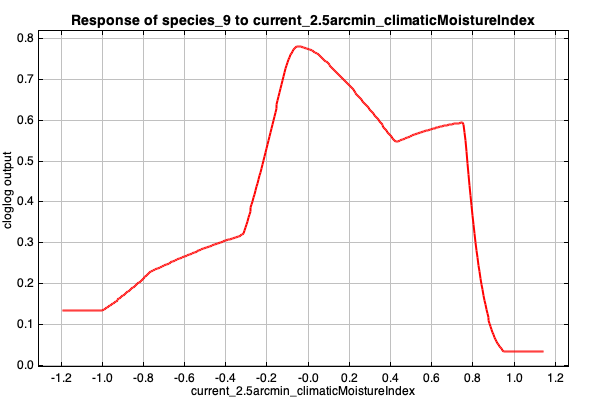 Response of species_9 to current_2.5arcmin_climaticMoistureIndex
0.8
0.7
0.6
0.5
0.4
0.3
0.2
0.1
0.0
cloglog output
-1.2 -1.0 -0.8 -0.6 -0.4 -0.2 -0.0 0.2 0.4 0.6 0.8 1.0 1.2
current_2.5arcmin_climaticMoistureIndex